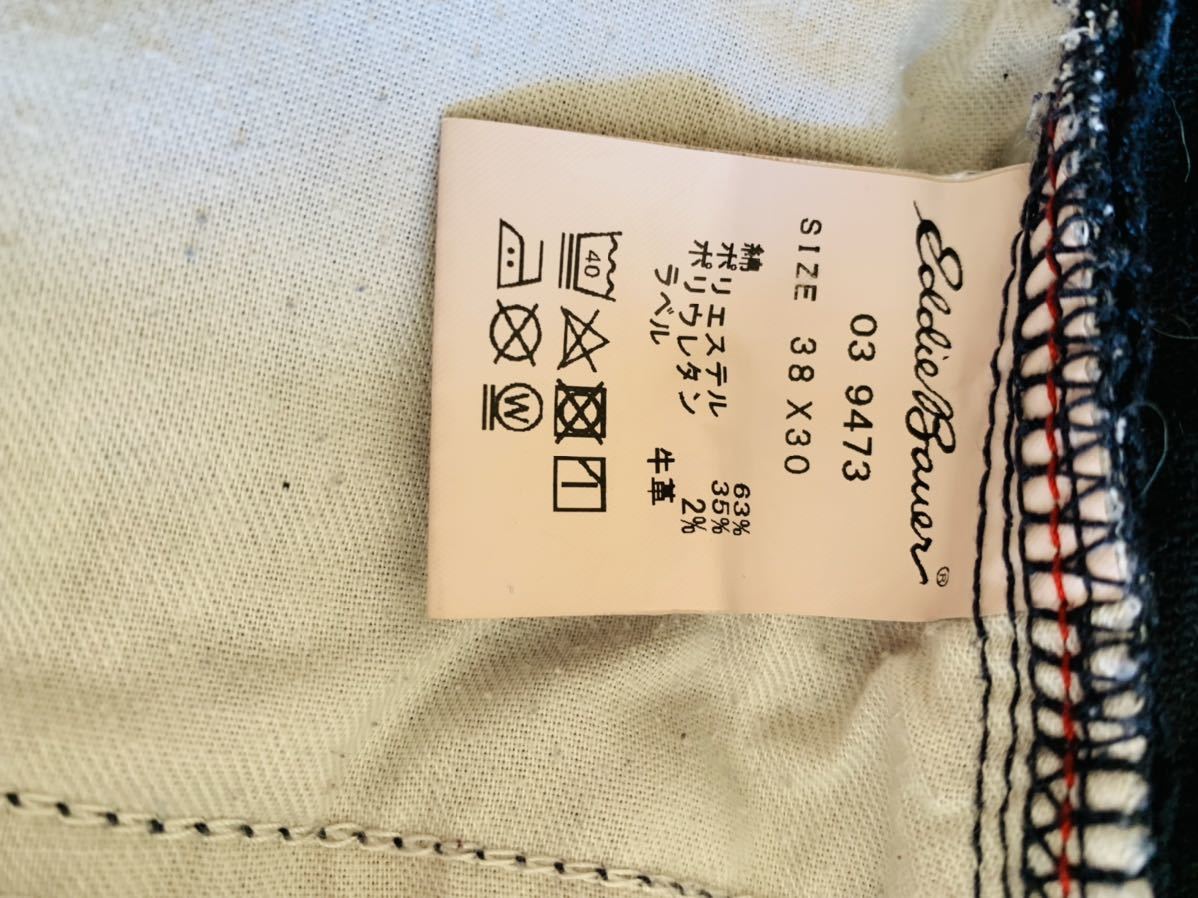 Eddie Bauer®
03 9473
SIZE 38 X30
綿 63%
ポリエステル 35%
ポリウレタン 2%
ラベル 牛革
40
W